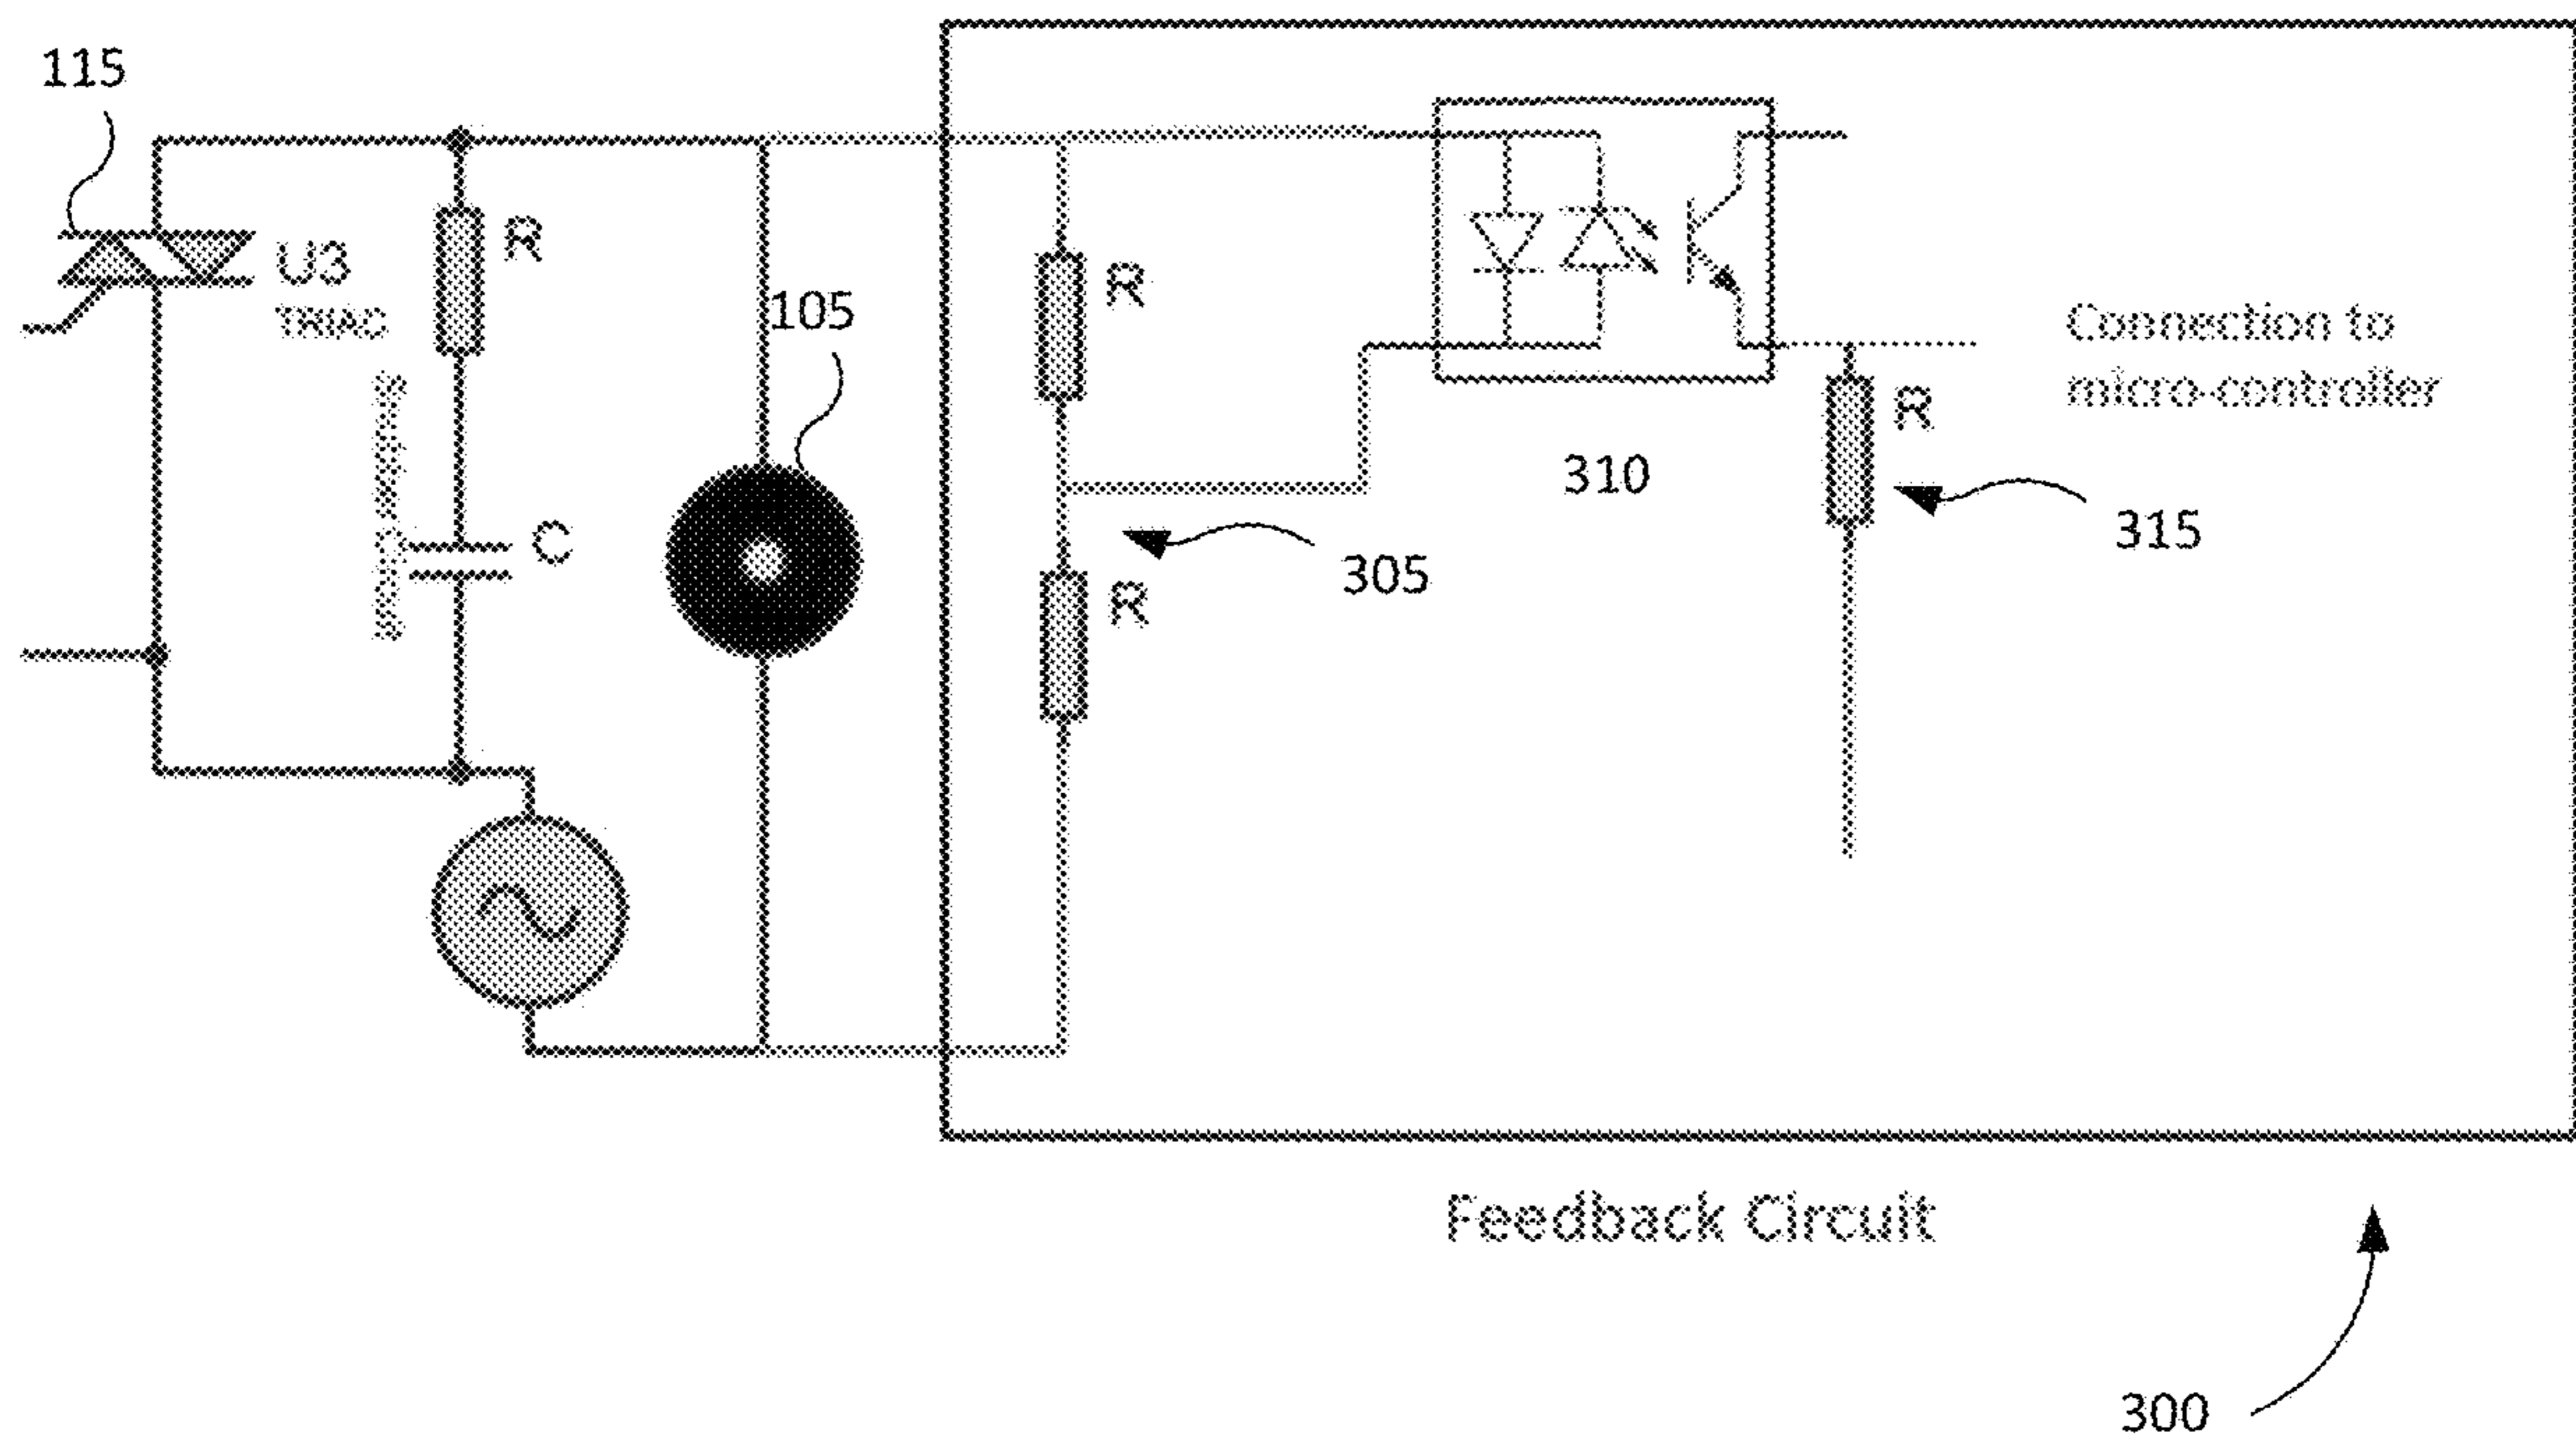 115
R
U3
TRIAC
105
R
Connection to
micro-controller
R
310
315
C
305
R
Feedback Circuit
300